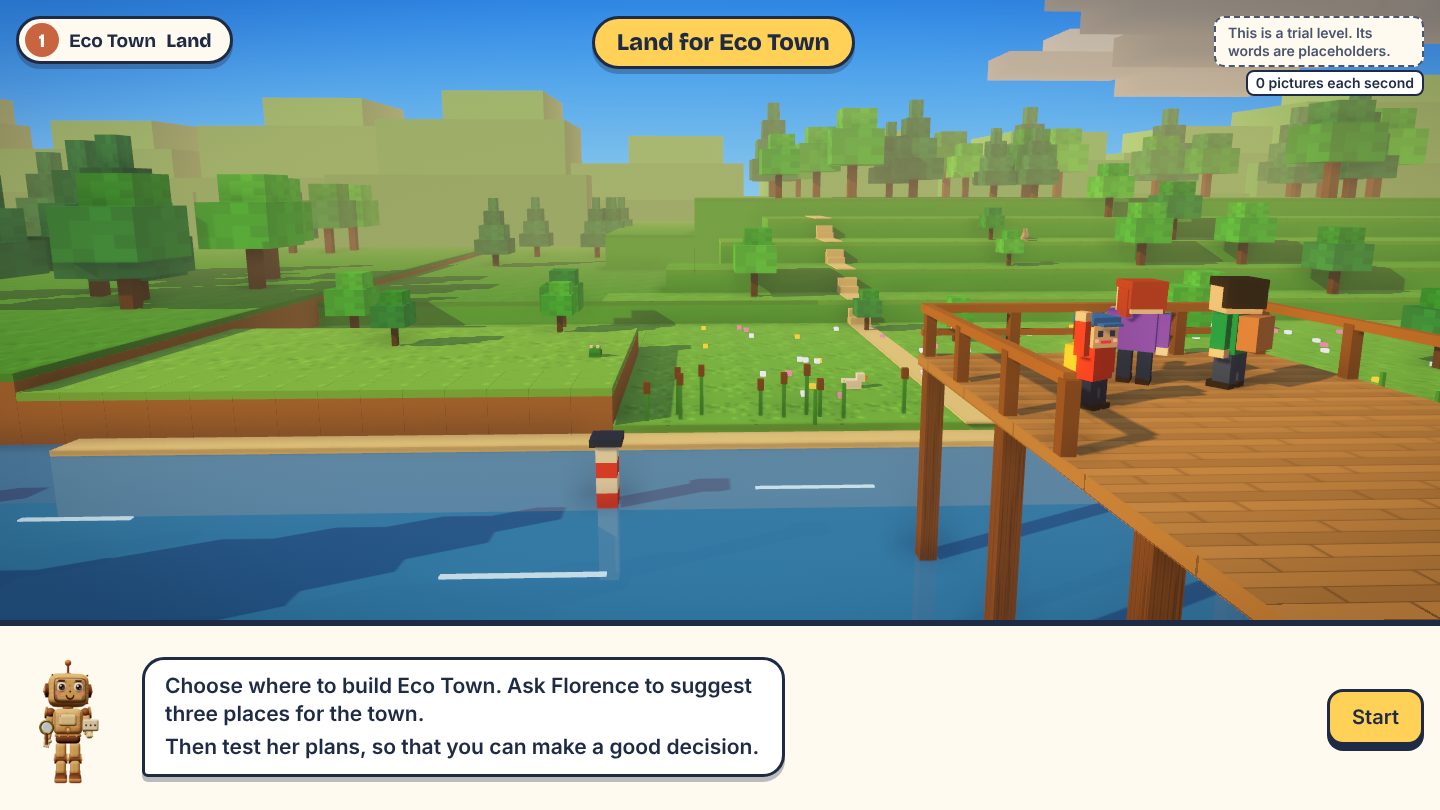 1 Eco Town Land
Land for Eco Town
This is a trial level. Its
words are placeholders.
0 pictures each second
Choose where to build Eco Town. Ask Florence to suggest
three places for the town.
Then test her plans, so that you can make a good decision.
Start